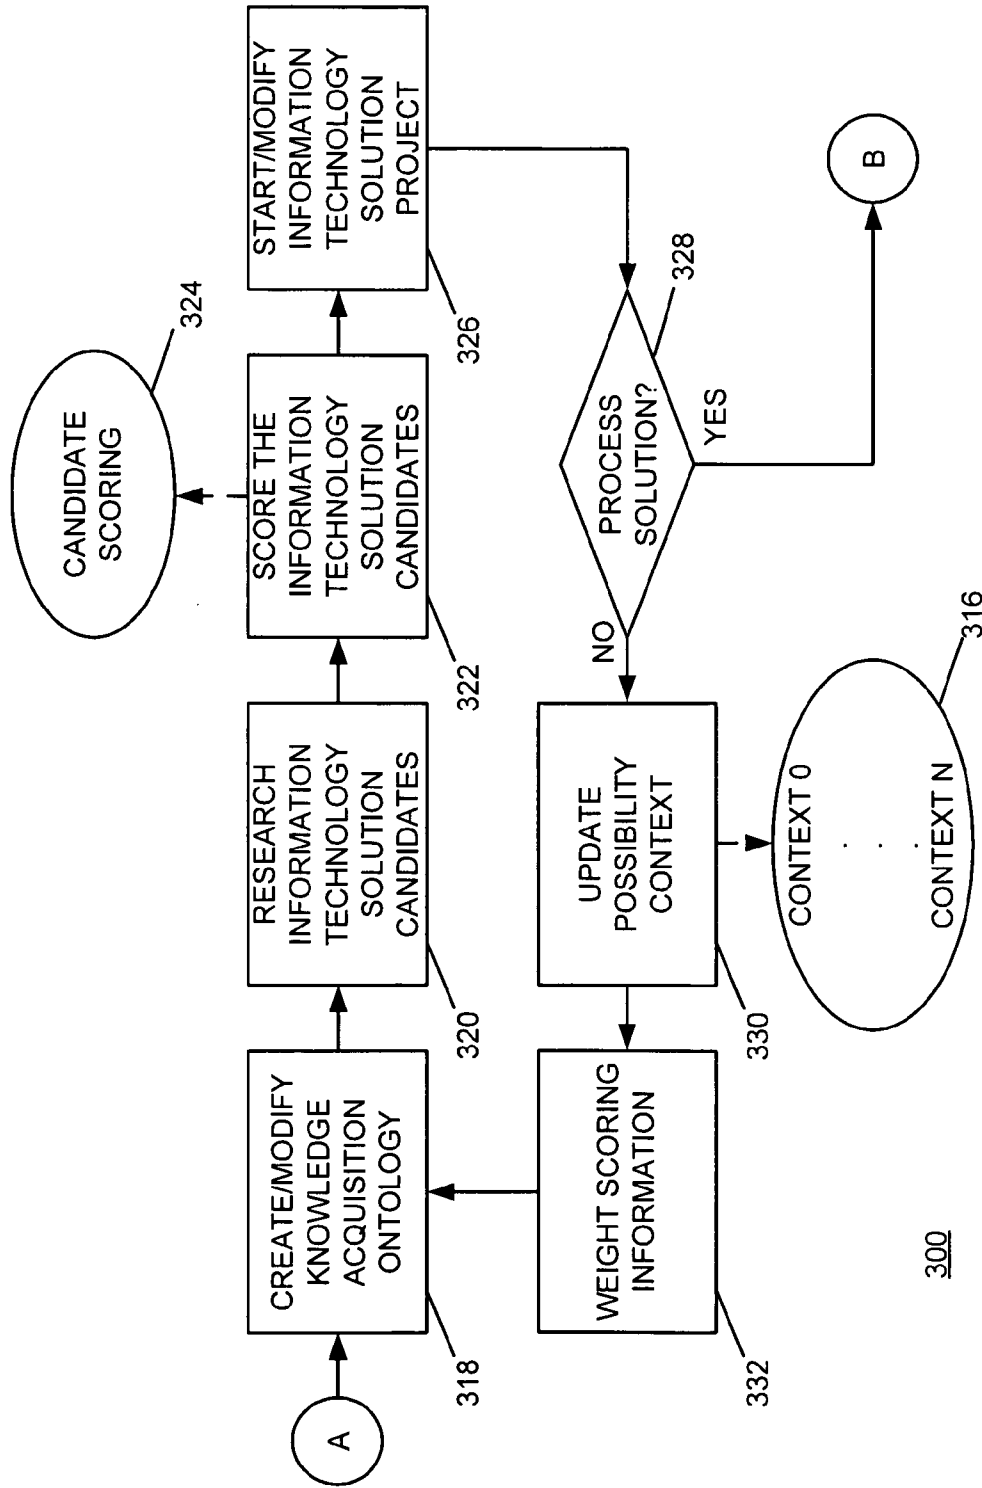 A
CREATE/MODIFY
KNOWLEDGE
ACQUISITION
ONTOLOGY
318
RESEARCH
INFORMATION
TECHNOLOGY
SOLUTION
CANDIDATES
320
SCORE THE
INFORMATION
TECHNOLOGY
SOLUTION
CANDIDATES
322
CANDIDATE
SCORING
324
START/MODIFY
INFORMATION
TECHNOLOGY
SOLUTION
PROJECT
326
PROCESS
SOLUTION?
328
YES
B
NO
UPDATE
POSSIBILITY
CONTEXT
330
CONTEXT 0
.
.
.
CONTEXT N
316
WEIGHT SCORING
INFORMATION
332
300